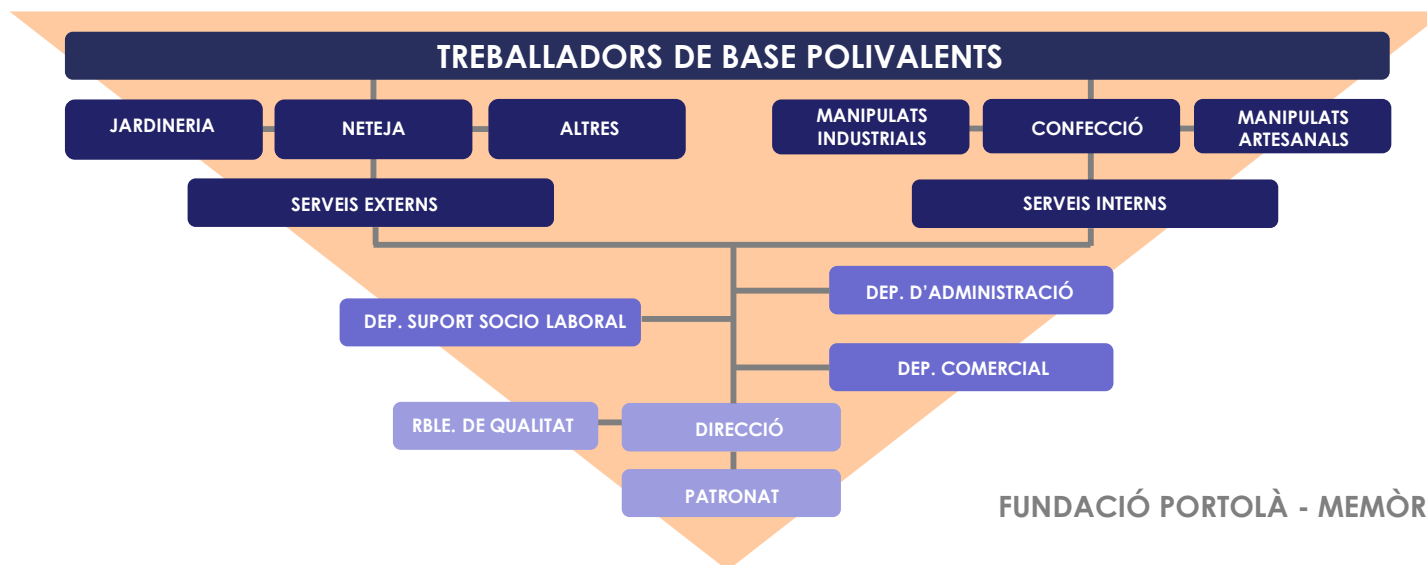 TREBALLADORS DE BASE POLIVALENTS
JARDINERIA
NETEJA
ALTRES
MANIPULATS
INDUSTRIALS
CONFECCIÓ
MANIPULATS
ARTESANALS
SERVEIS EXTERNS
SERVEIS INTERNS
DEP. D’ADMINISTRACIÓ
DEP. SUPORT SOCIO LABORAL
DEP. COMERCIAL
RBLE. DE QUALITAT
DIRECCIÓ
PATRONAT
FUNDACIÓ PORTOLÀ - MEMÒR